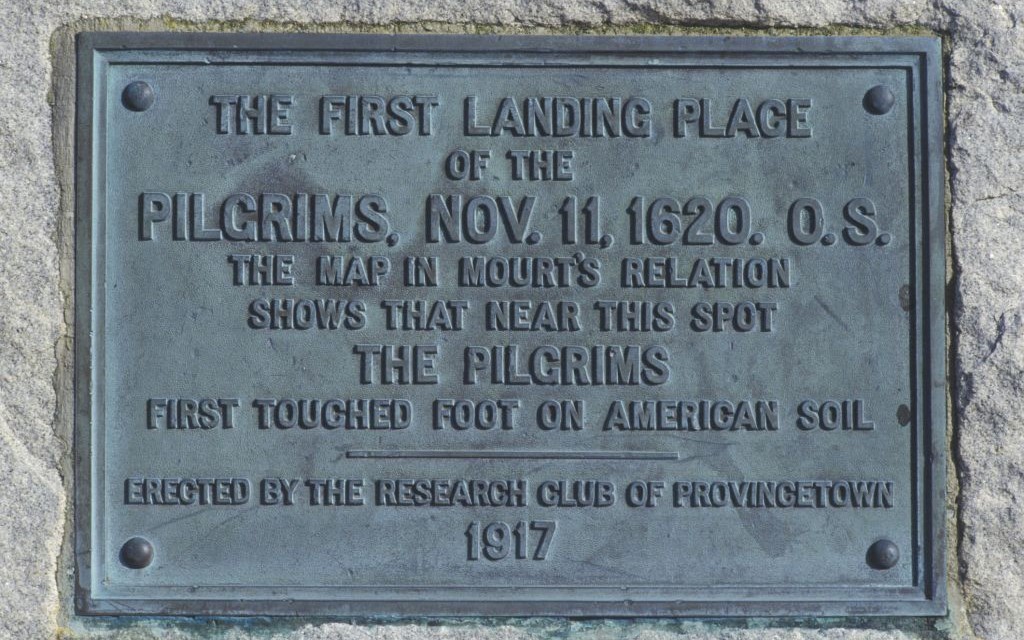 THE FIRST LANDING PLACE
OF THE
PILGRIMS, NOV. 11, 1620. O.S.
THE MAP IN MOURT'S RELATION
SHOWS THAT NEAR THIS SPOT
THE PILGRIMS
FIRST TOUCHED FOOT ON AMERICAN SOIL
ERECTED BY THE RESEARCH CLUB OF PROVINCETOWN
1917